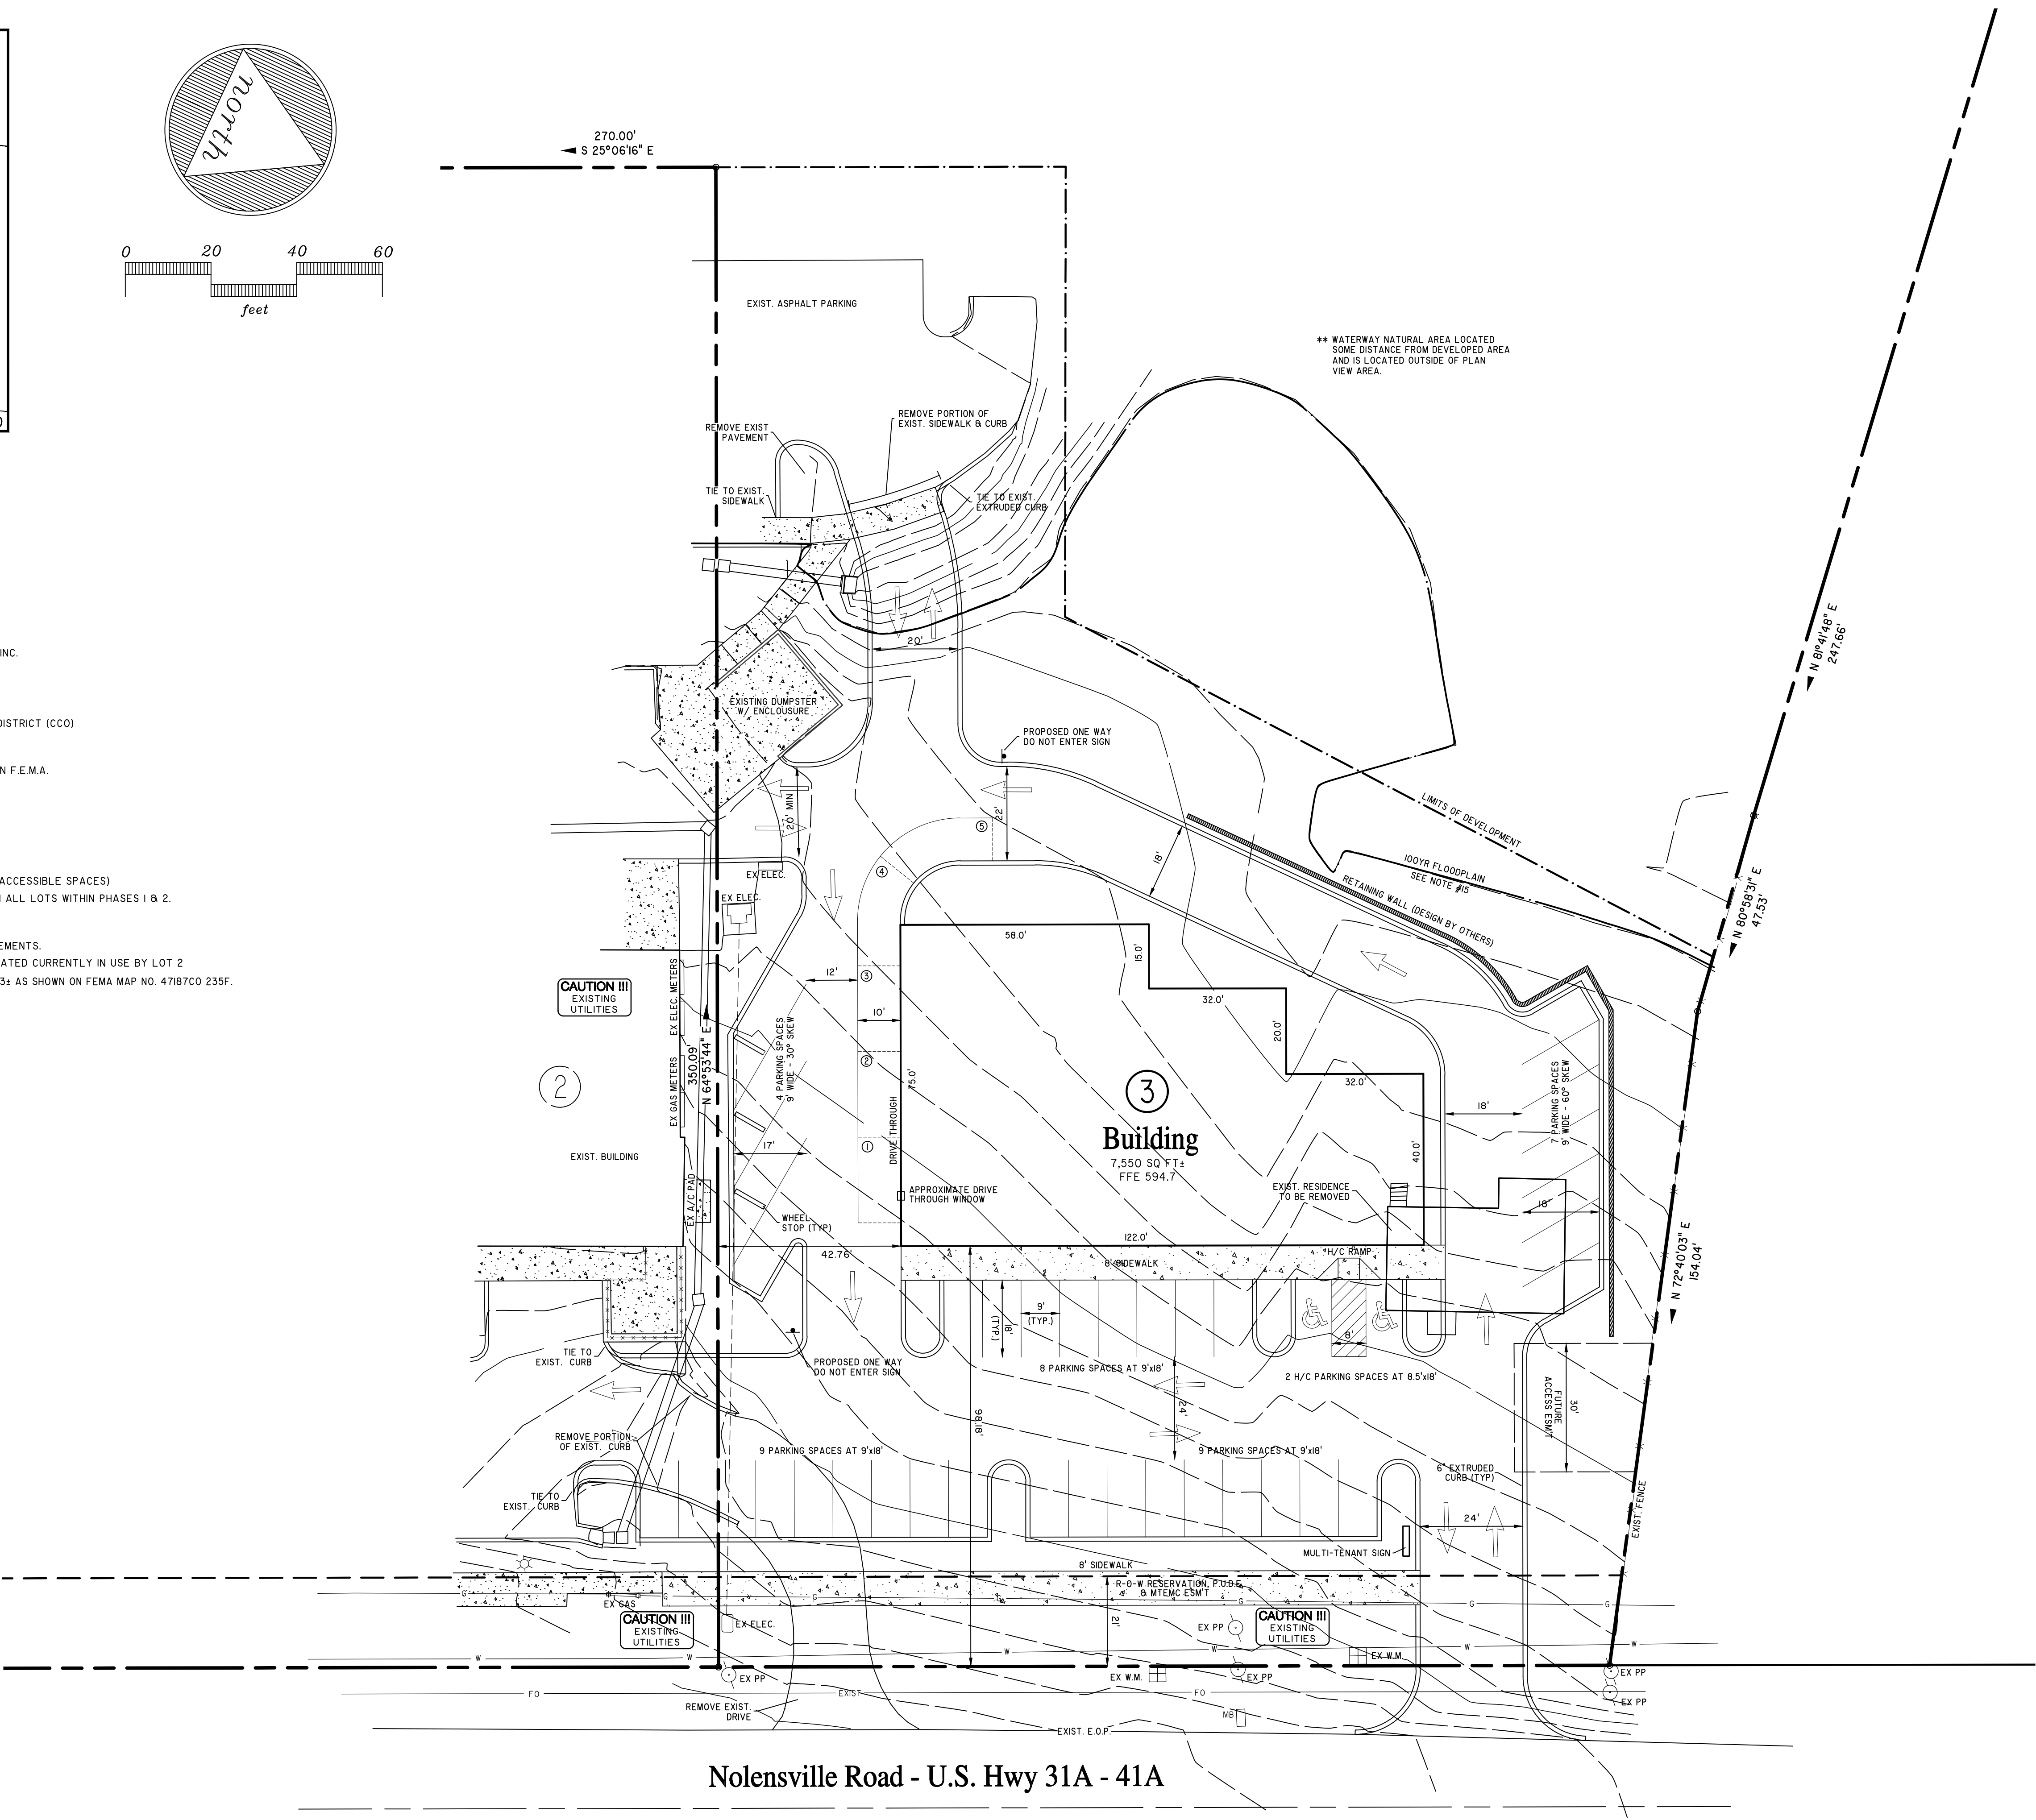 north
0 20 40 60
feet
270.00'
S 25°06'16" E
EXIST. ASPHALT PARKING
** WATERWAY NATURAL AREA LOCATED
SOME DISTANCE FROM DEVELOPED AREA
AND IS LOCATED OUTSIDE OF PLAN
VIEW AREA.
REMOVE PORTION OF
EXIST. SIDEWALK & CURB
REMOVE EXIST
PAVEMENT
TIE TO EXIST.
SIDEWALK
TIE TO EXIST.
EXTRUDED CURB
N 81°41'48" E
247.66'
INC.
20'
EXISTING DUMPSTER
W/ ENCLOUSURE
DISTRICT (CCO)
PROPOSED ONE WAY
DO NOT ENTER SIGN
N F.E.M.A.
20' MIN
22'
LIMITS OF DEVELOPMENT
5
18'
4
100YR FLOODPLAIN
SEE NOTE #15
ACCESSIBLE SPACES)
ALL LOTS WITHIN PHASES 1 & 2.
EX ELEC.
EX ELEC.
RETAINING WALL (DESIGN BY OTHERS)
N 80°58'31" E
47.53'
EMENTS.
ATED CURRENTLY IN USE BY LOT 2
3± AS SHOWN ON FEMA MAP NO. 47187C0 235F.
58.0'
15.0'
12'
3
CAUTION !!!
EXISTING
UTILITIES
EX ELEC. METERS
32.0'
10'
20.0'
350.09'
N 64°53'44" E
4 PARKING SPACES
9' WIDE - 30° SKEW
2
75.0'
32.0'
2
EX GAS METERS
3
18'
7 PARKING SPACES
9' WIDE - 60° SKEW
Building
7,550 SQ FT±
FFE 594.7
1
DRIVE THROUGH
17'
40.0'
EXIST. BUILDING
EX A/C PAD
APPROXIMATE DRIVE
THROUGH WINDOW
EXIST. RESIDENCE
TO BE REMOVED
18'
WHEEL
STOP (TYP)
42.76'
122.0'
H/C RAMP
8' SIDEWALK
N 72°40'03" E
154.04'
18'
(TYP.)
9'
(TYP.)
8'
TIE TO
EXIST. CURB
PROPOSED ONE WAY
DO NOT ENTER SIGN
8 PARKING SPACES AT 9'x18'
2 H/C PARKING SPACES AT 8.5'x18'
FUTURE
ACCESS ESM'T
30'
24'
98.18'
REMOVE PORTION
OF EXIST. CURB
9 PARKING SPACES AT 9'x18'
9 PARKING SPACES AT 9'x18'
6" EXTRUDED
CURB (TYP)
TIE TO
EXIST. CURB
EXIST. FENCE
24'
MULTI-TENANT SIGN
8' SIDEWALK
R-O-W RESERVATION, P.U.D.E.
& MTEMC ESM'T
G G G G G G
EX GAS
CAUTION !!!
EXISTING
UTILITIES
EX ELEC.
21'
EX PP
CAUTION !!!
EXISTING
UTILITIES
W W W W W W
EX W.M.
EX PP
EX W.M.
EX PP
EX PP
EX PP
FO EXIST FO
REMOVE EXIST.
DRIVE
MB
EXIST. E.O.P.
Nolensville Road - U.S. Hwy 31A - 41A